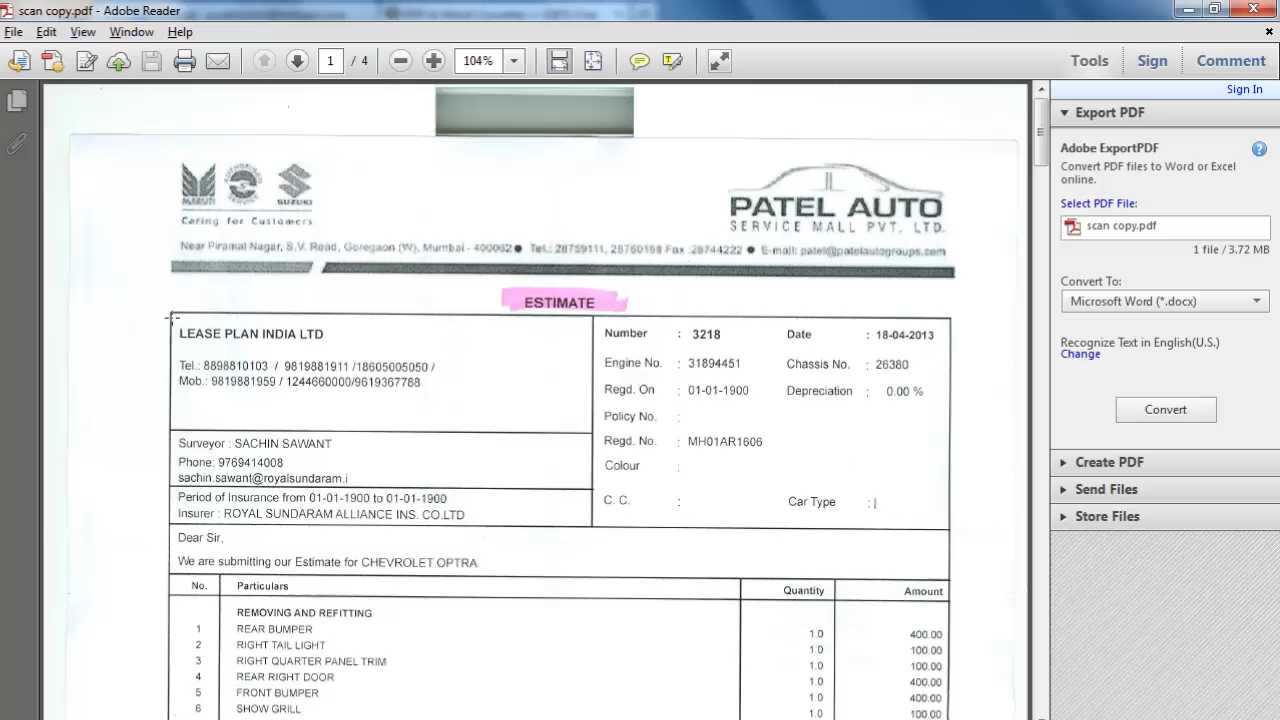 scan copy.pdf - Adobe Reader
File Edit View Window Help
1 / 4 104% Tools Sign Comment
Sign In
Export PDF
Adobe ExportPDF
Convert PDF files to Word or Excel
online.
Select PDF File:
scan copy.pdf
1 file / 3.72 MB
Convert To:
Microsoft Word (*.docx)
Recognize Text in English(U.S.)
Change
Convert
Create PDF
Send Files
Store Files
MARUTI SUZUKI
Caring for Customers
PATEL AUTO
SERVICE MALL PVT. LTD.
Near Piramal Nagar, S.V. Road, Goregaon (W), Mumbai - 400062 ● Tel.: 28759111, 28760198 Fax :28744222 ● E-mail: patel@patelautogroups.com
ESTIMATE
LEASE PLAN INDIA LTD
Tel.: 8898810103 / 9819881911 /18605005050 /
Mob.: 9819881959 / 1244660000/9619367788
Surveyor : SACHIN SAWANT
Phone: 9769414008
sachin.sawant@royalsundaram.i
Period of Insurance from 01-01-1900 to 01-01-1900
Insurer : ROYAL SUNDARAM ALLIANCE INS. CO.LTD
Number : 3218 Date : 18-04-2013
Engine No. : 31894451 Chassis No. : 26380
Regd. On : 01-01-1900 Depreciation : 0.00 %
Policy No. :
Regd. No. : MH01AR1606
Colour :
C. C. : Car Type : |
Dear Sir,
We are submitting our Estimate for CHEVROLET OPTRA
No. Particulars Quantity Amount
REMOVING AND REFITTING
1 REAR BUMPER 1.0 400.00
2 RIGHT TAIL LIGHT 1.0 100.00
3 RIGHT QUARTER PANEL TRIM 1.0 100.00
4 REAR RIGHT DOOR 1.0 400.00
5 FRONT BUMPER 1.0 400.00
6 SHOW GRILL 1.0 100.00